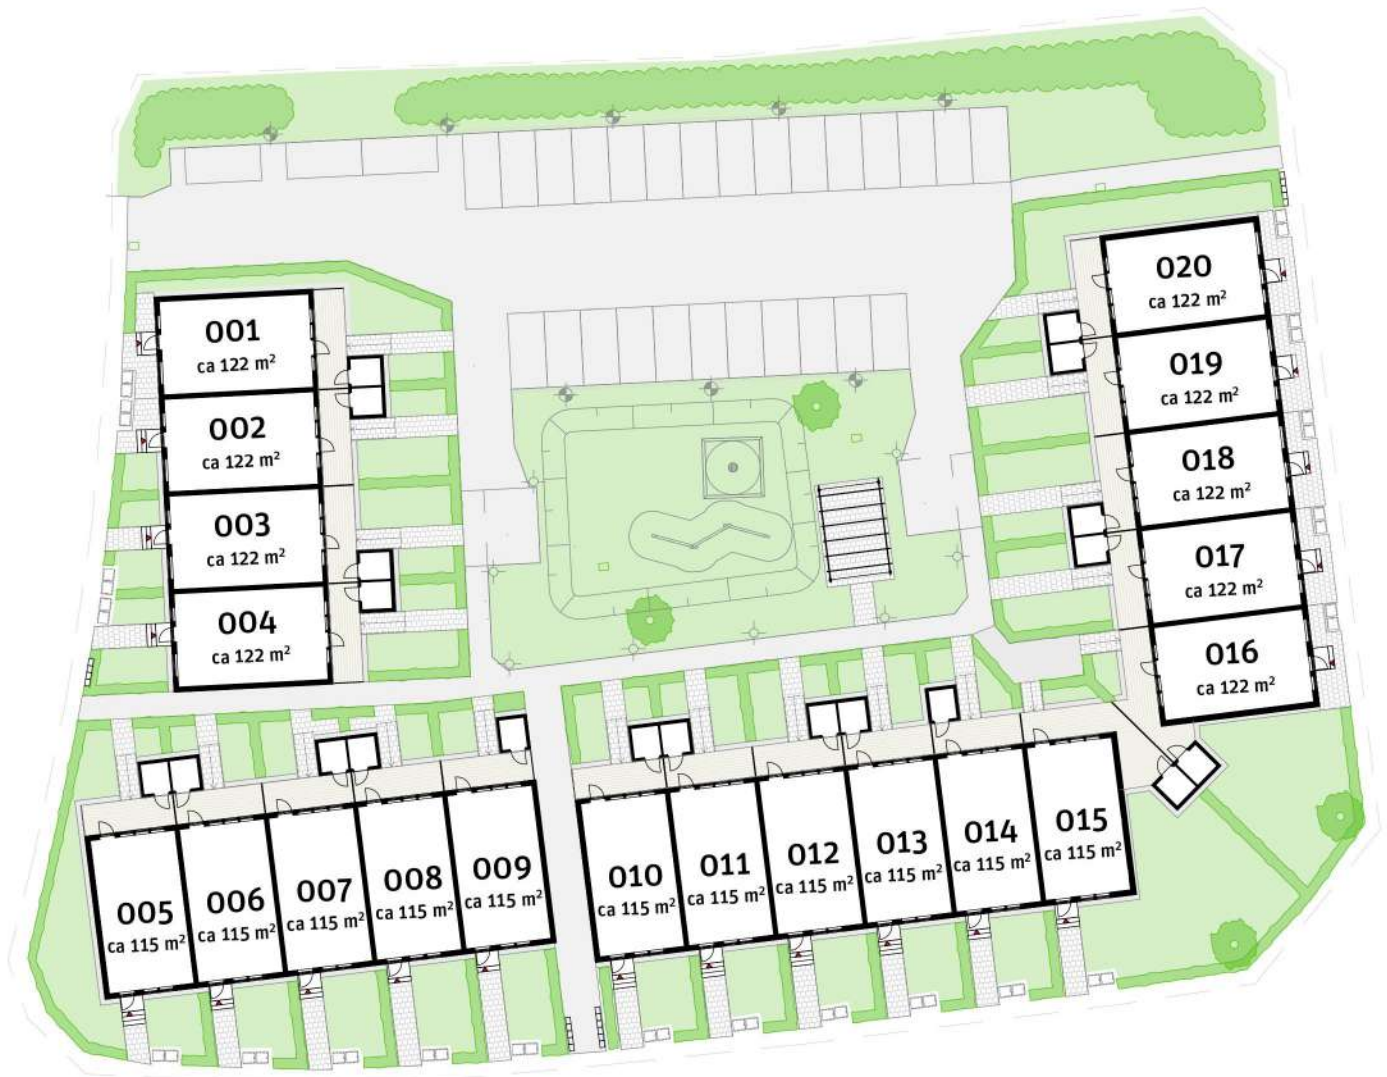 001
ca 122 m²
002
ca 122 m²
003
ca 122 m²
004
ca 122 m²
020
ca 122 m²
019
ca 122 m²
018
ca 122 m²
017
ca 122 m²
016
ca 122 m²
005
ca 115 m²
006
ca 115 m²
007
ca 115 m²
008
ca 115 m²
009
ca 115 m²
010
ca 115 m²
011
ca 115 m²
012
ca 115 m²
013
ca 115 m²
014
ca 115 m²
015
ca 115 m²